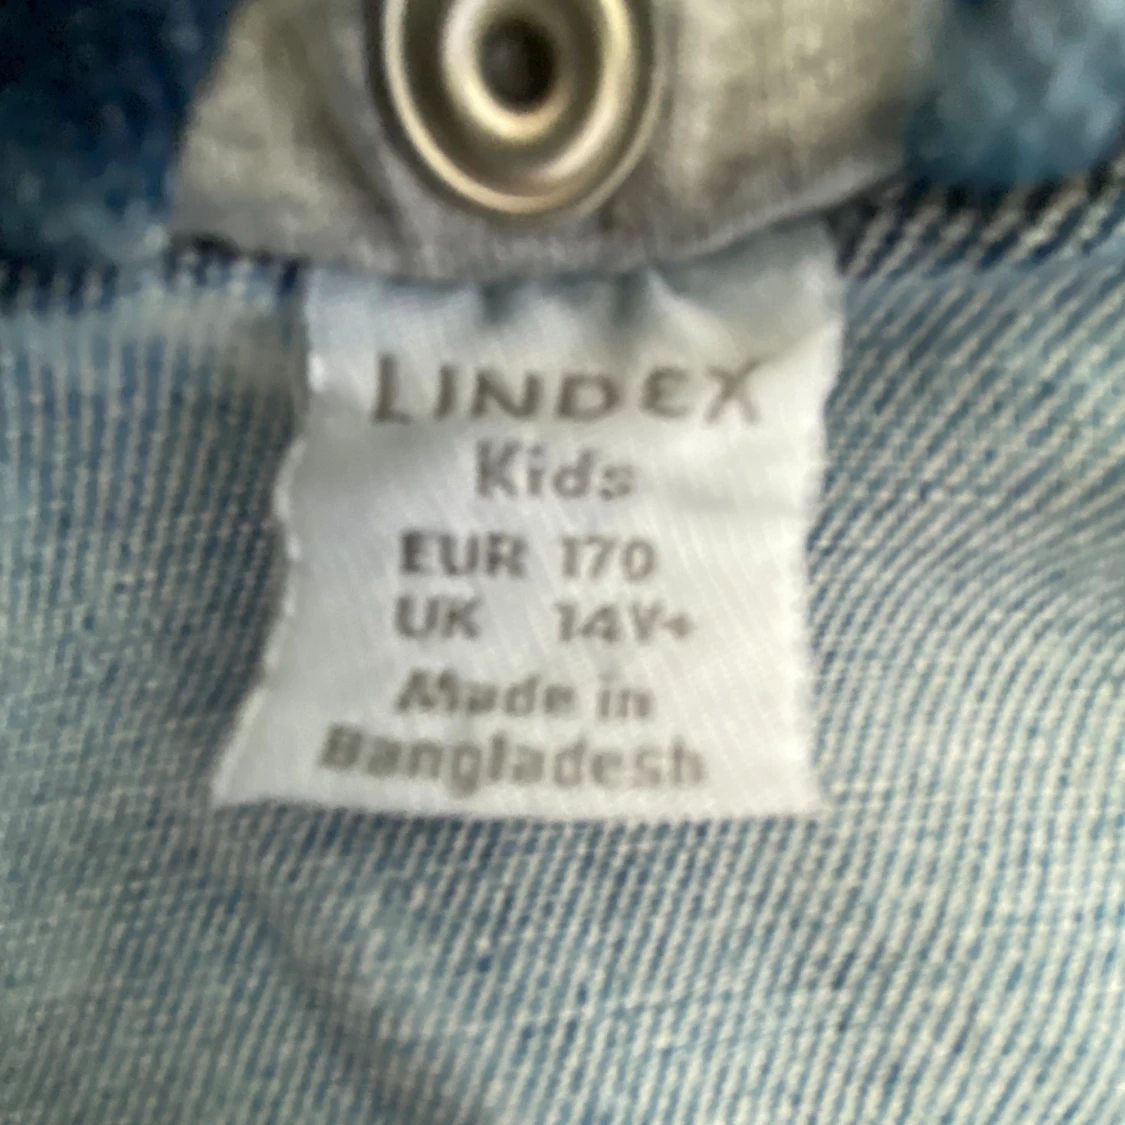 LINDEX
Kids
EUR 170
UK 14Y+
Made in
Bangladesh